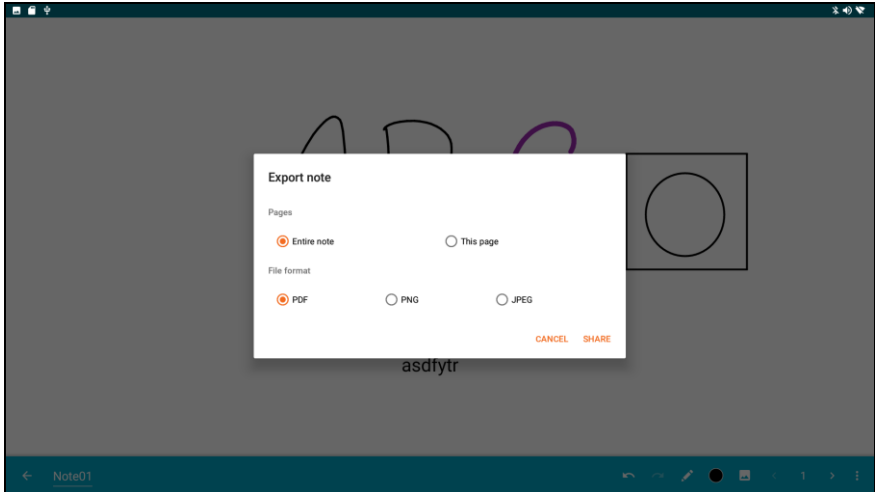 Export note
Pages
Entire note
This page
File format
PDF
PNG
JPEG
CANCEL
SHARE
asdfytr
Note01
1